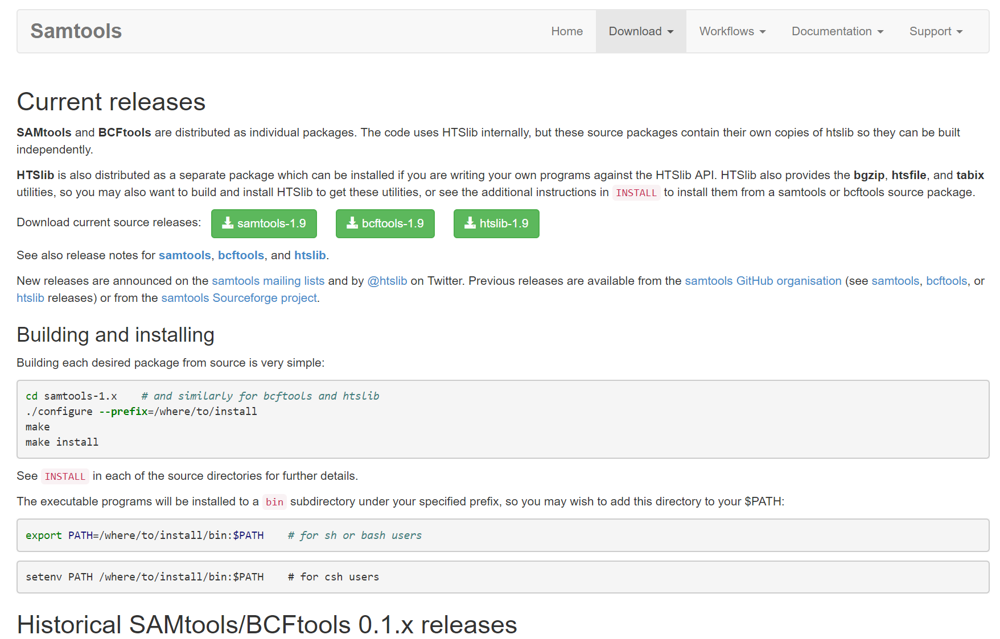 Samtools
Home Download Workflows Documentation Support
Current releases
SAMtools and BCFtools are distributed as individual packages. The code uses HTSlib internally, but these source packages contain their own copies of htslib so they can be built
independently.
HTSlib is also distributed as a separate package which can be installed if you are writing your own programs against the HTSlib API. HTSlib also provides the bgzip, htsfile, and tabix
utilities, so you may also want to build and install HTSlib to get these utilities, or see the additional instructions in INSTALL to install them from a samtools or bcftools source package.
Download current source releases: samtools-1.9 bcftools-1.9 htslib-1.9
See also release notes for samtools, bcftools, and htslib.
New releases are announced on the samtools mailing lists and by @htslib on Twitter. Previous releases are available from the samtools GitHub organisation (see samtools, bcftools, or
htslib releases) or from the samtools Sourceforge project.
Building and installing
Building each desired package from source is very simple:
cd samtools-1.x    # and similarly for bcftools and htslib
./configure --prefix=/where/to/install
make
make install
See INSTALL in each of the source directories for further details.
The executable programs will be installed to a bin subdirectory under your specified prefix, so you may wish to add this directory to your $PATH:
export PATH=/where/to/install/bin:$PATH    # for sh or bash users
setenv PATH /where/to/install/bin:$PATH    # for csh users
Historical SAMtools/BCFtools 0.1.x releases